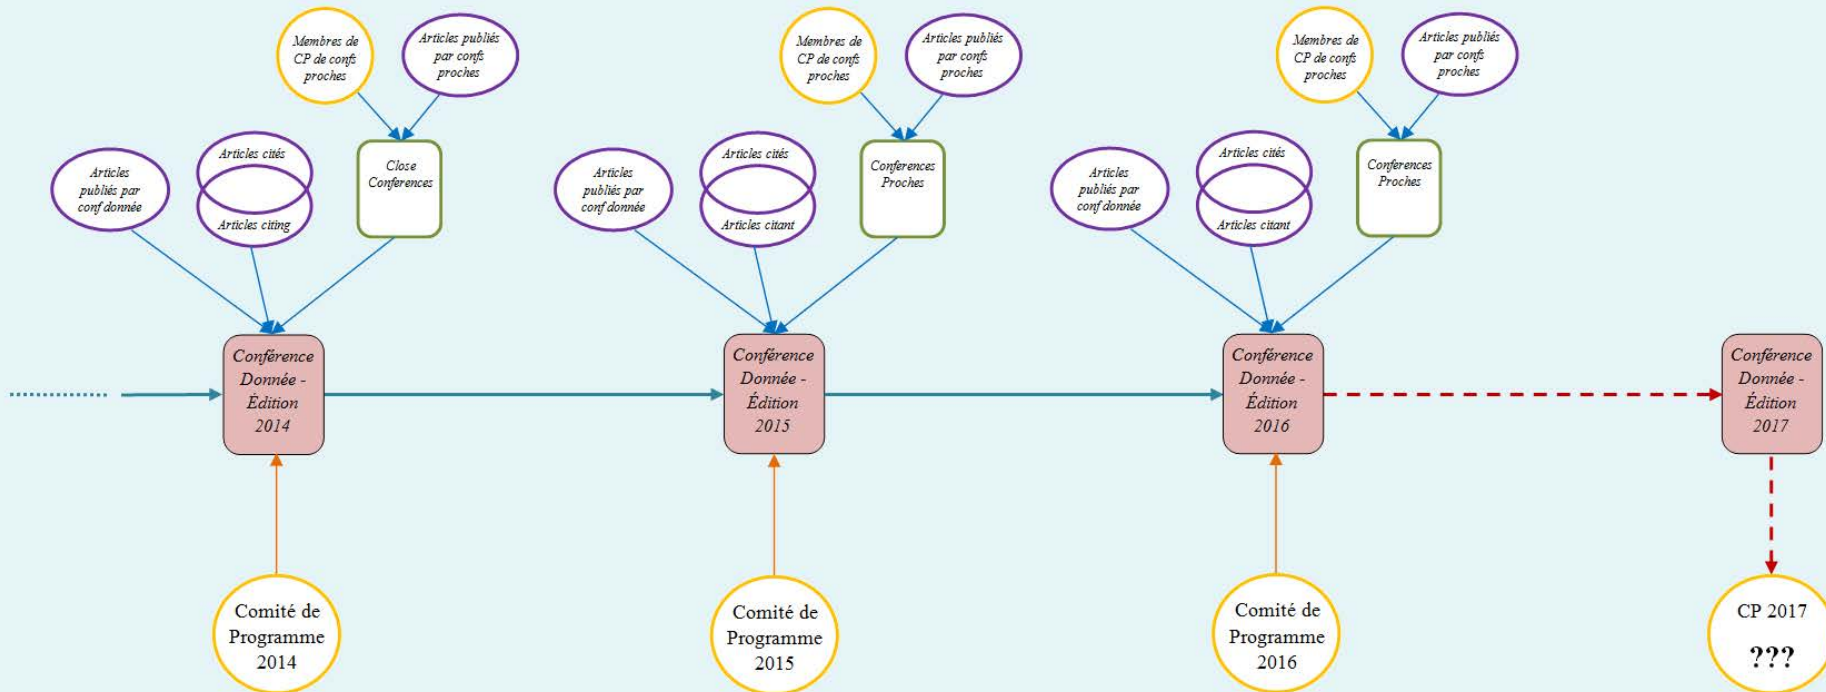 Membres de
CP de confs
proches
Articles publiés
par confs
proches
Articles
publiés par
conf donnée
Articles cités
Articles citing
Close
Conferences
Conférence
Donnée -
Édition
2014
Comité de
Programme
2014
Membres de
CP de confs
proches
Articles publiés
par confs
proches
Articles
publiés par
conf donnée
Articles cités
Articles citant
Conferences
Proches
Conférence
Donnée -
Édition
2015
Comité de
Programme
2015
Membres de
CP de confs
proches
Articles publiés
par confs
proches
Articles
publiés par
conf donnée
Articles cités
Articles citant
Conferences
Proches
Conférence
Donnée -
Édition
2016
Comité de
Programme
2016
Conférence
Donnée -
Édition
2017
CP 2017
???